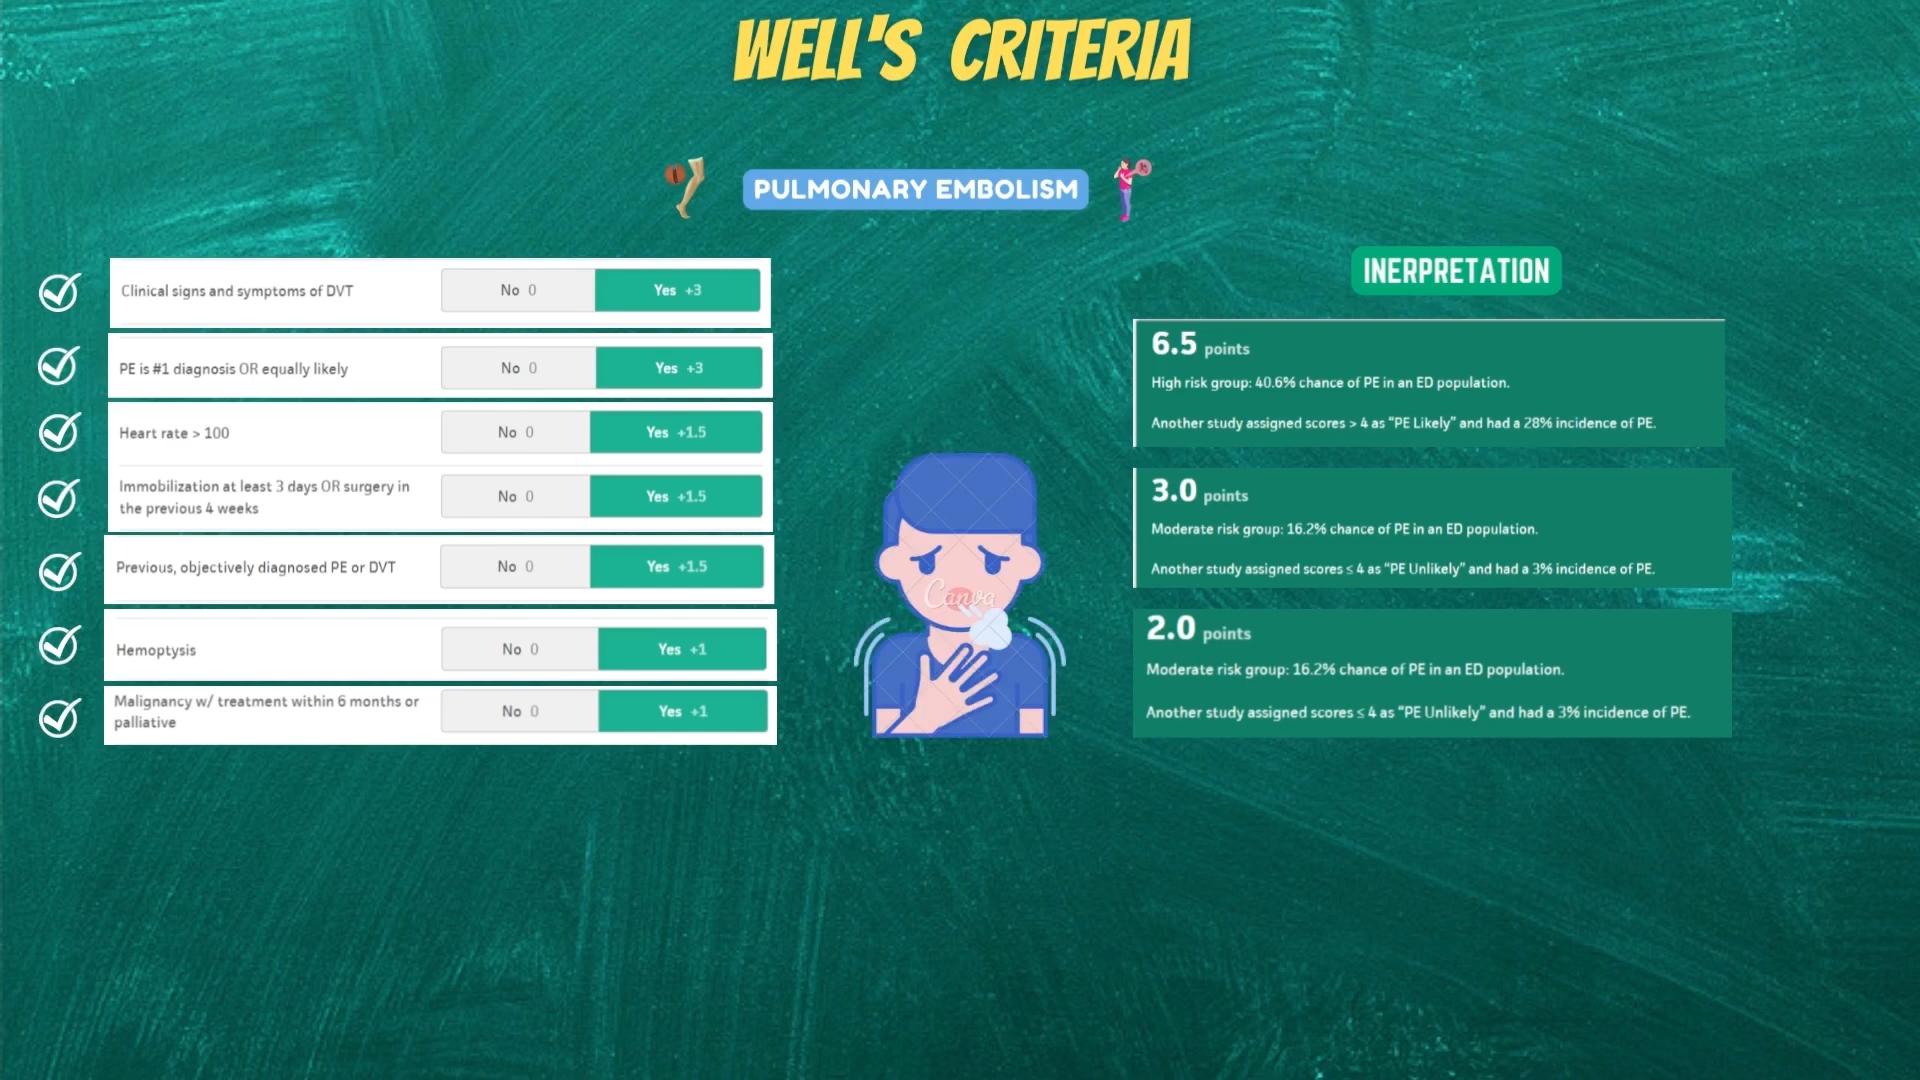 WELL'S CRITERIA
PULMONARY EMBOLISM
Clinical signs and symptoms of DVT No 0 Yes +3
PE is #1 diagnosis OR equally likely No 0 Yes +3
Heart rate > 100 No 0 Yes +1.5
Immobilization at least 3 days OR surgery in
the previous 4 weeks No 0 Yes +1.5
Previous, objectively diagnosed PE or DVT No 0 Yes +1.5
Hemoptysis No 0 Yes +1
Malignancy w/ treatment within 6 months or
palliative No 0 Yes +1
Canva
INERPRETATION
6.5 points
High risk group: 40.6% chance of PE in an ED population.
Another study assigned scores > 4 as "PE Likely" and had a 28% incidence of PE.
3.0 points
Moderate risk group: 16.2% chance of PE in an ED population.
Another study assigned scores ≤ 4 as "PE Unlikely" and had a 3% incidence of PE.
2.0 points
Moderate risk group: 16.2% chance of PE in an ED population.
Another study assigned scores ≤ 4 as "PE Unlikely" and had a 3% incidence of PE.